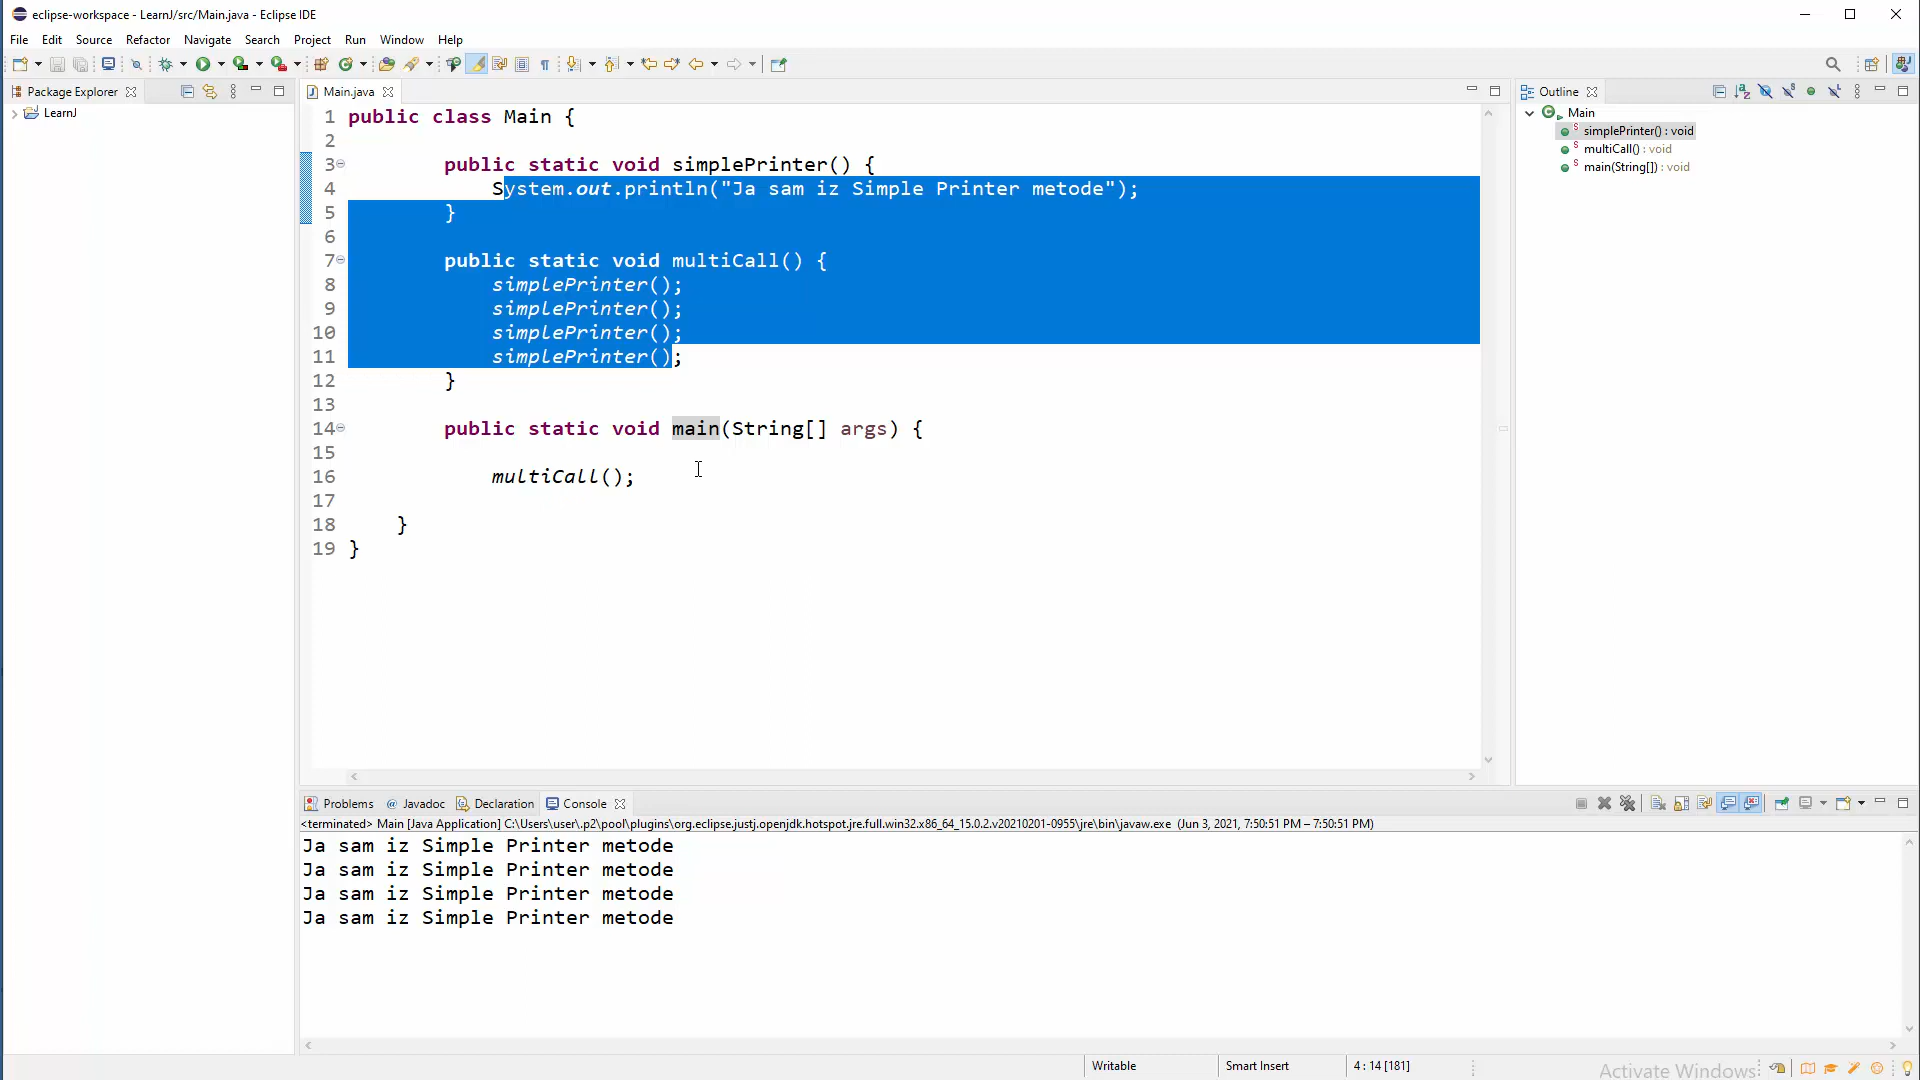 eclipse-workspace - LearnJ/src/Main.java - Eclipse IDE
File Edit Source Refactor Navigate Search Project Run Window Help
Package Explorer
LearnJ
Main.java
1 public class Main {
2
3 public static void simplePrinter() {
4 System.out.println("Ja sam iz Simple Printer metode");
5 }
6
7 public static void multiCall() {
8 simplePrinter();
9 simplePrinter();
10 simplePrinter();
11 simplePrinter();
12 }
13
14 public static void main(String[] args) {
15
16 multiCall();
17
18 }
19 }
Outline
Main
simplePrinter() : void
multiCall() : void
main(String[]) : void
Problems @ Javadoc Declaration Console
<terminated> Main [Java Application] C:\Users\user\.p2\pool\plugins\org.eclipse.justj.openjdk.hotspot.jre.full.win32.x86_64_15.0.2.v20210201-0955\jre\bin\javaw.exe (Jun 3, 2021, 7:50:51 PM – 7:50:51 PM)
Ja sam iz Simple Printer metode
Ja sam iz Simple Printer metode
Ja sam iz Simple Printer metode
Ja sam iz Simple Printer metode
Writable Smart Insert 4 : 14 [181]
Activate Windows